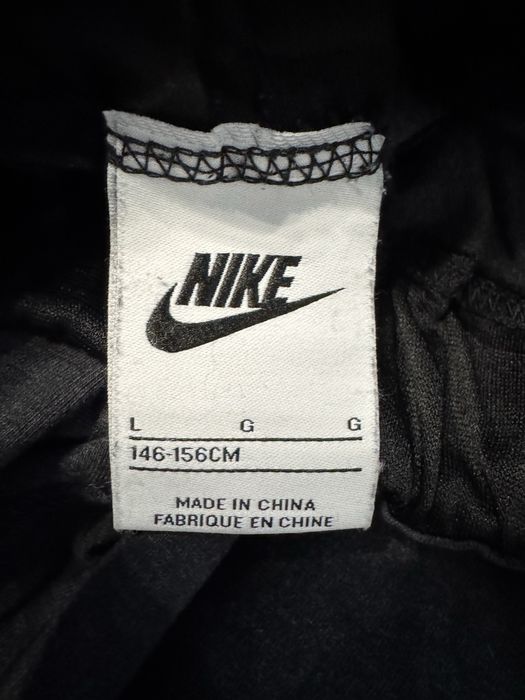 NIKE
L G G
146-156CM
MADE IN CHINA
FABRIQUE EN CHINE